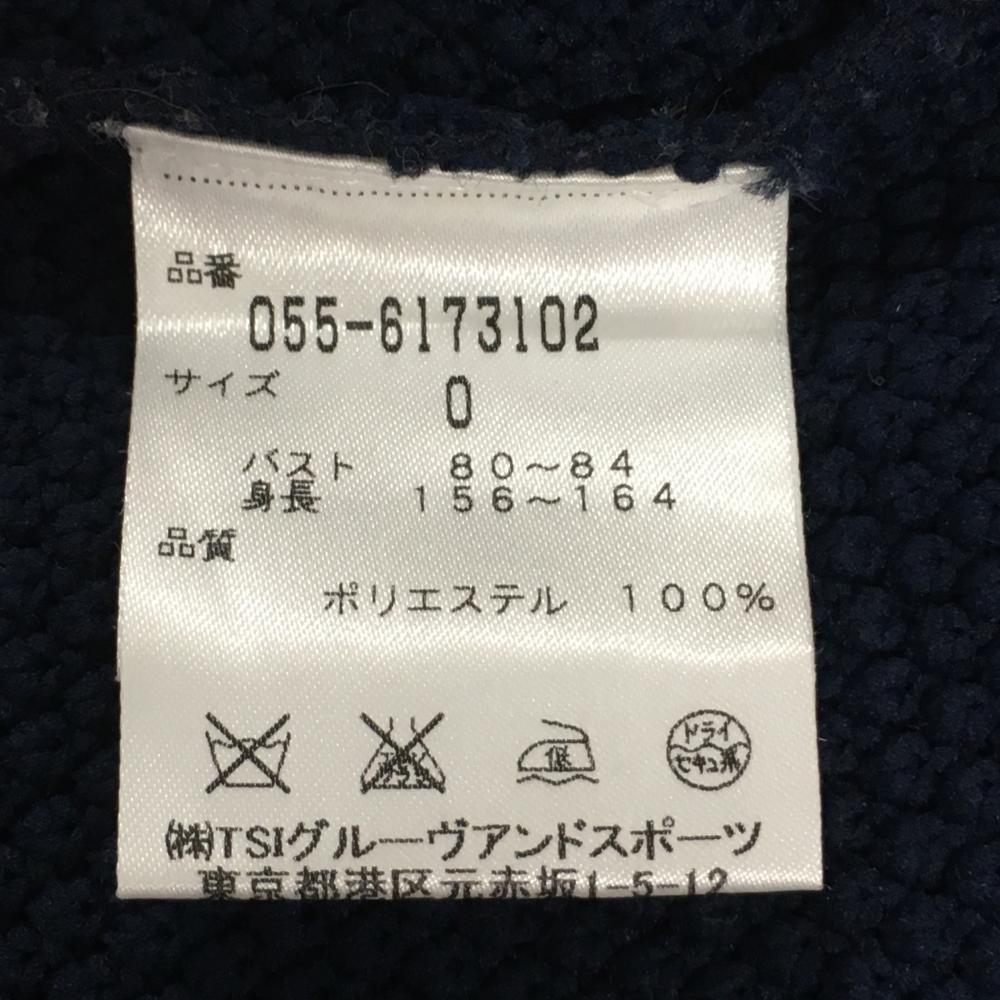 品番
055-6173102
サイズ
0
バスト 80～84
身長 156～164
品質
ポリエステル 100%
低
ドライ
セキユ系
(株)TSIグルーヴアンドスポーツ
東京都港区元赤坂1-5-12